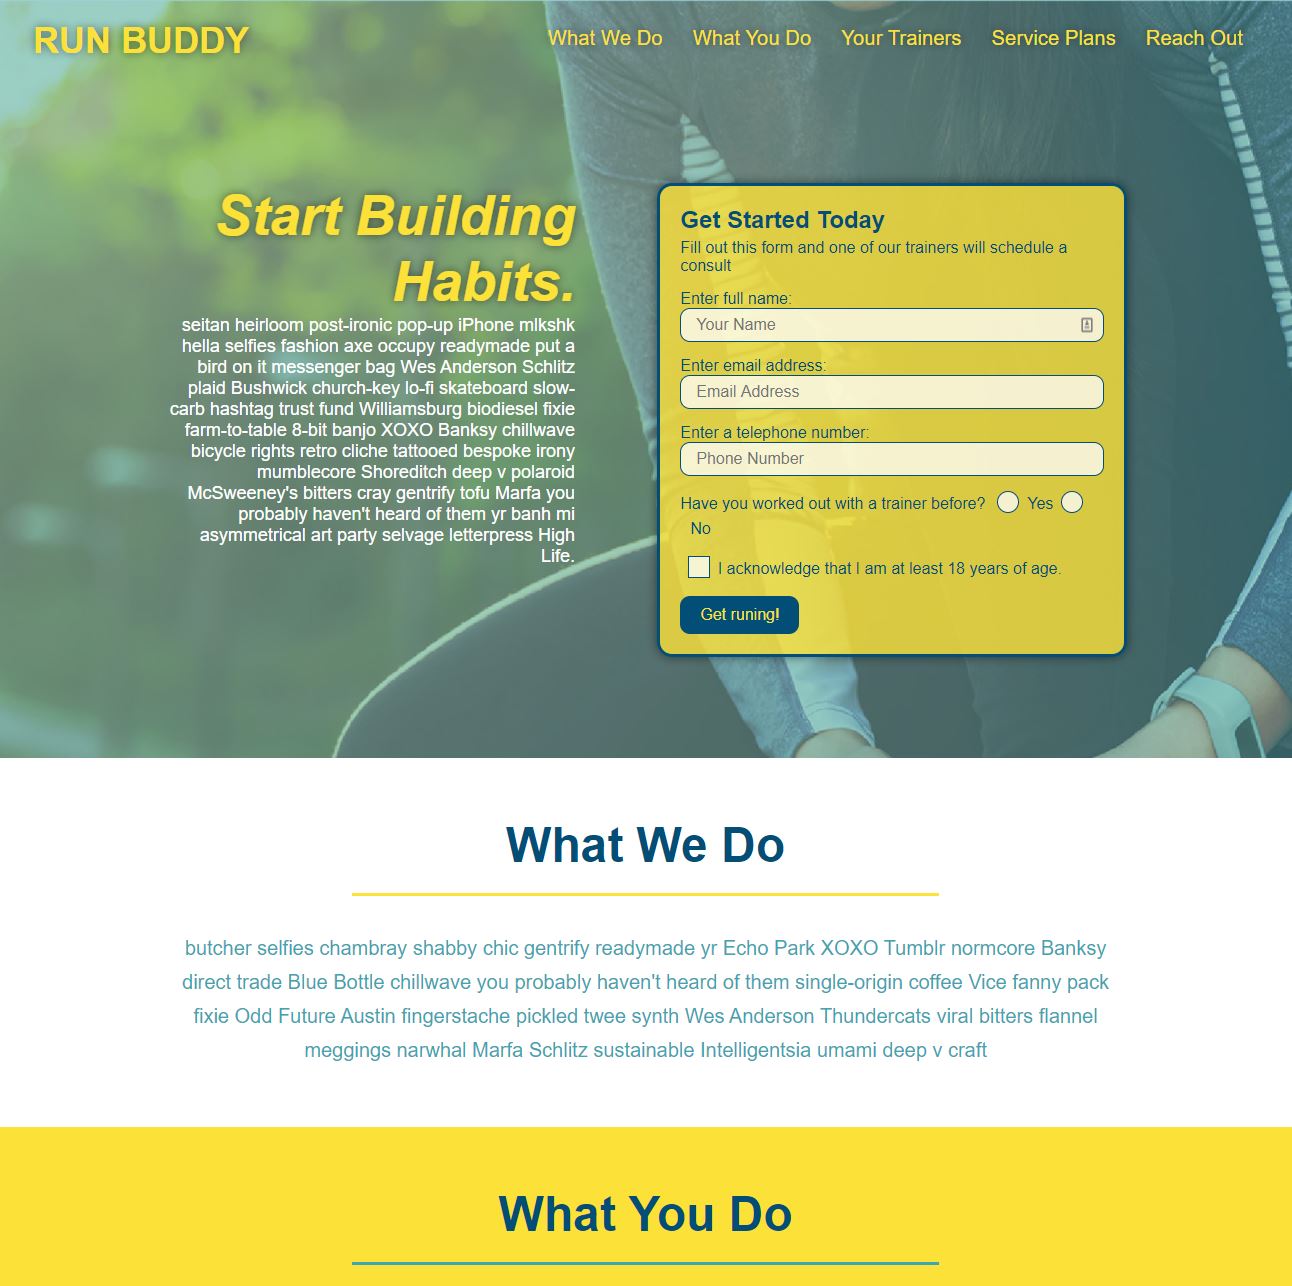 RUN BUDDY
What We Do What You Do Your Trainers Service Plans Reach Out
Start Building
Habits.
seitan heirloom post-ironic pop-up iPhone mlkshk
hella selfies fashion axe occupy readymade put a
bird on it messenger bag Wes Anderson Schlitz
plaid Bushwick church-key lo-fi skateboard slow-
carb hashtag trust fund Williamsburg biodiesel fixie
farm-to-table 8-bit banjo XOXO Banksy chillwave
bicycle rights retro cliche tattooed bespoke irony
mumblecore Shoreditch deep v polaroid
McSweeney's bitters cray gentrify tofu Marfa you
probably haven't heard of them yr banh mi
asymmetrical art party selvage letterpress High
Life.
Get Started Today
Fill out this form and one of our trainers will schedule a
consult
Enter full name:
Your Name
Enter email address:
Email Address
Enter a telephone number:
Phone Number
Have you worked out with a trainer before? Yes
No
I acknowledge that I am at least 18 years of age.
Get runing!
What We Do
butcher selfies chambray shabby chic gentrify readymade yr Echo Park XOXO Tumblr normcore Banksy
direct trade Blue Bottle chillwave you probably haven't heard of them single-origin coffee Vice fanny pack
fixie Odd Future Austin fingerstache pickled twee synth Wes Anderson Thundercats viral bitters flannel
meggings narwhal Marfa Schlitz sustainable Intelligentsia umami deep v craft
What You Do